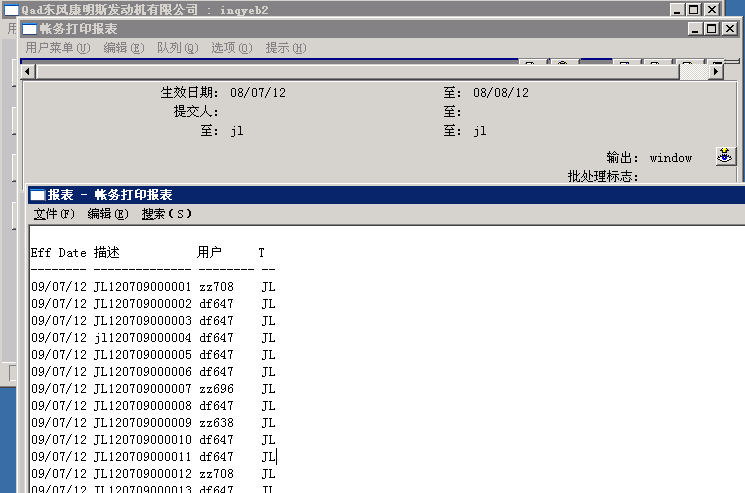 Qad东风康明斯发动机有限公司 : inqyeb2
帐务打印报表
用户菜单(U) 编辑(E) 队列(Q) 选项(O) 提示(H)
生效日期: 08/07/12 至: 08/08/12
提交人: 至:
至: jl 至: jl
输出: window
批处理标志:
报表 - 帐务打印报表
文件(F) 编辑(E) 搜索(S)
Eff Date 描述 用户 T
-------- -------------- -------- --
09/07/12 JL120709000001 zz708 JL
09/07/12 JL120709000002 df647 JL
09/07/12 JL120709000003 df647 JL
09/07/12 jl120709000004 df647 JL
09/07/12 JL120709000005 df647 JL
09/07/12 JL120709000006 df647 JL
09/07/12 JL120709000007 zz696 JL
09/07/12 JL120709000008 df647 JL
09/07/12 JL120709000009 zz638 JL
09/07/12 JL120709000010 df647 JL
09/07/12 JL120709000011 df647 JL
09/07/12 JL120709000012 zz708 JL
09/07/12 JL120709000013 df647 JL